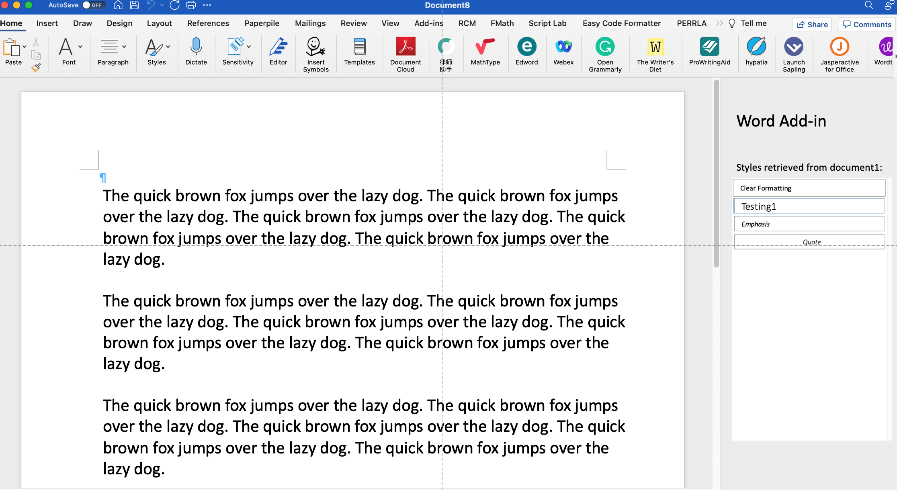 AutoSave OFF Document8
Home Insert Draw Design Layout References Paperpile Mailings Review View Add-ins RCM FMath Script Lab Easy Code Formatter PERRLA Tell me Share Comments
Paste Font Paragraph Styles Dictate Sensitivity Editor Insert Symbols Templates Document Cloud 律师助手 MathType Edword Webex Open Grammarly The Writer's Diet ProWritingAid hypatia Launch Sapling Jasperactive for Office
Word Add-in
Styles retrieved from document1:
Clear Formatting
Testing1
Emphasis
Quote
The quick brown fox jumps over the lazy dog. The quick brown fox jumps
over the lazy dog. The quick brown fox jumps over the lazy dog. The quick
brown fox jumps over the lazy dog. The quick brown fox jumps over the
lazy dog.
The quick brown fox jumps over the lazy dog. The quick brown fox jumps
over the lazy dog. The quick brown fox jumps over the lazy dog. The quick
brown fox jumps over the lazy dog. The quick brown fox jumps over the
lazy dog.
The quick brown fox jumps over the lazy dog. The quick brown fox jumps
over the lazy dog. The quick brown fox jumps over the lazy dog. The quick
brown fox jumps over the lazy dog. The quick brown fox jumps over the
lazy dog.